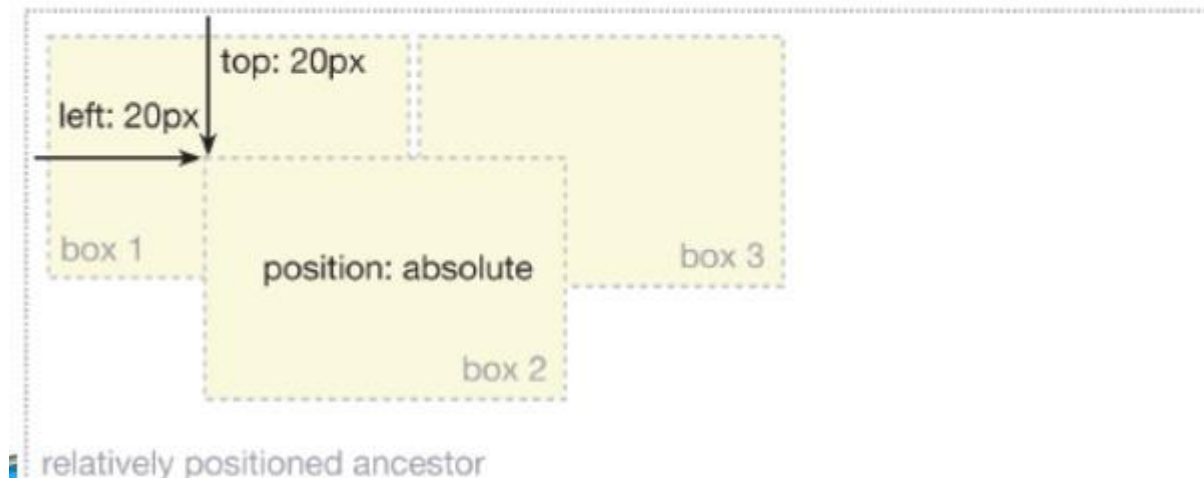 top: 20px
left: 20px
box 1
position: absolute
box 3
box 2
relatively positioned ancestor